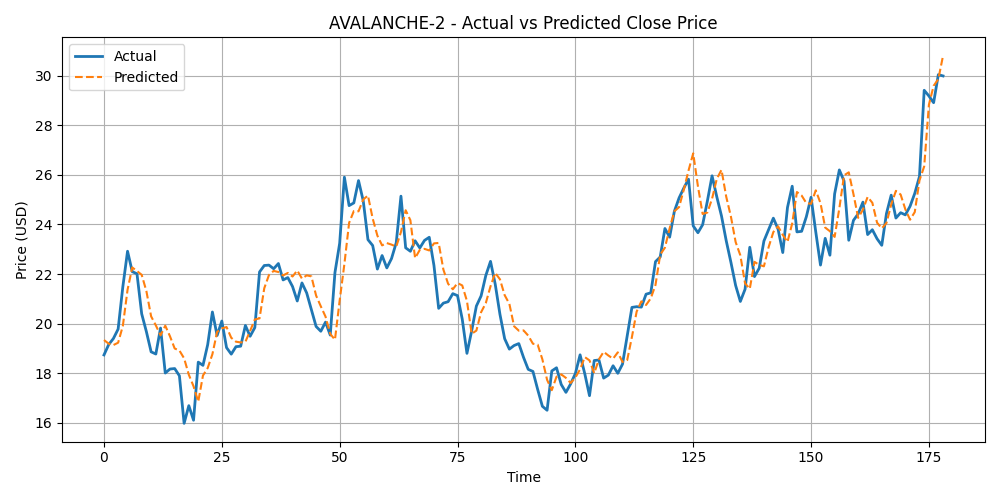 AVALANCHE-2 - Actual vs Predicted Close Price
Actual
Predicted
Price (USD)
30
28
26
24
22
20
18
16
0 25 50 75 100 125 150 175
Time